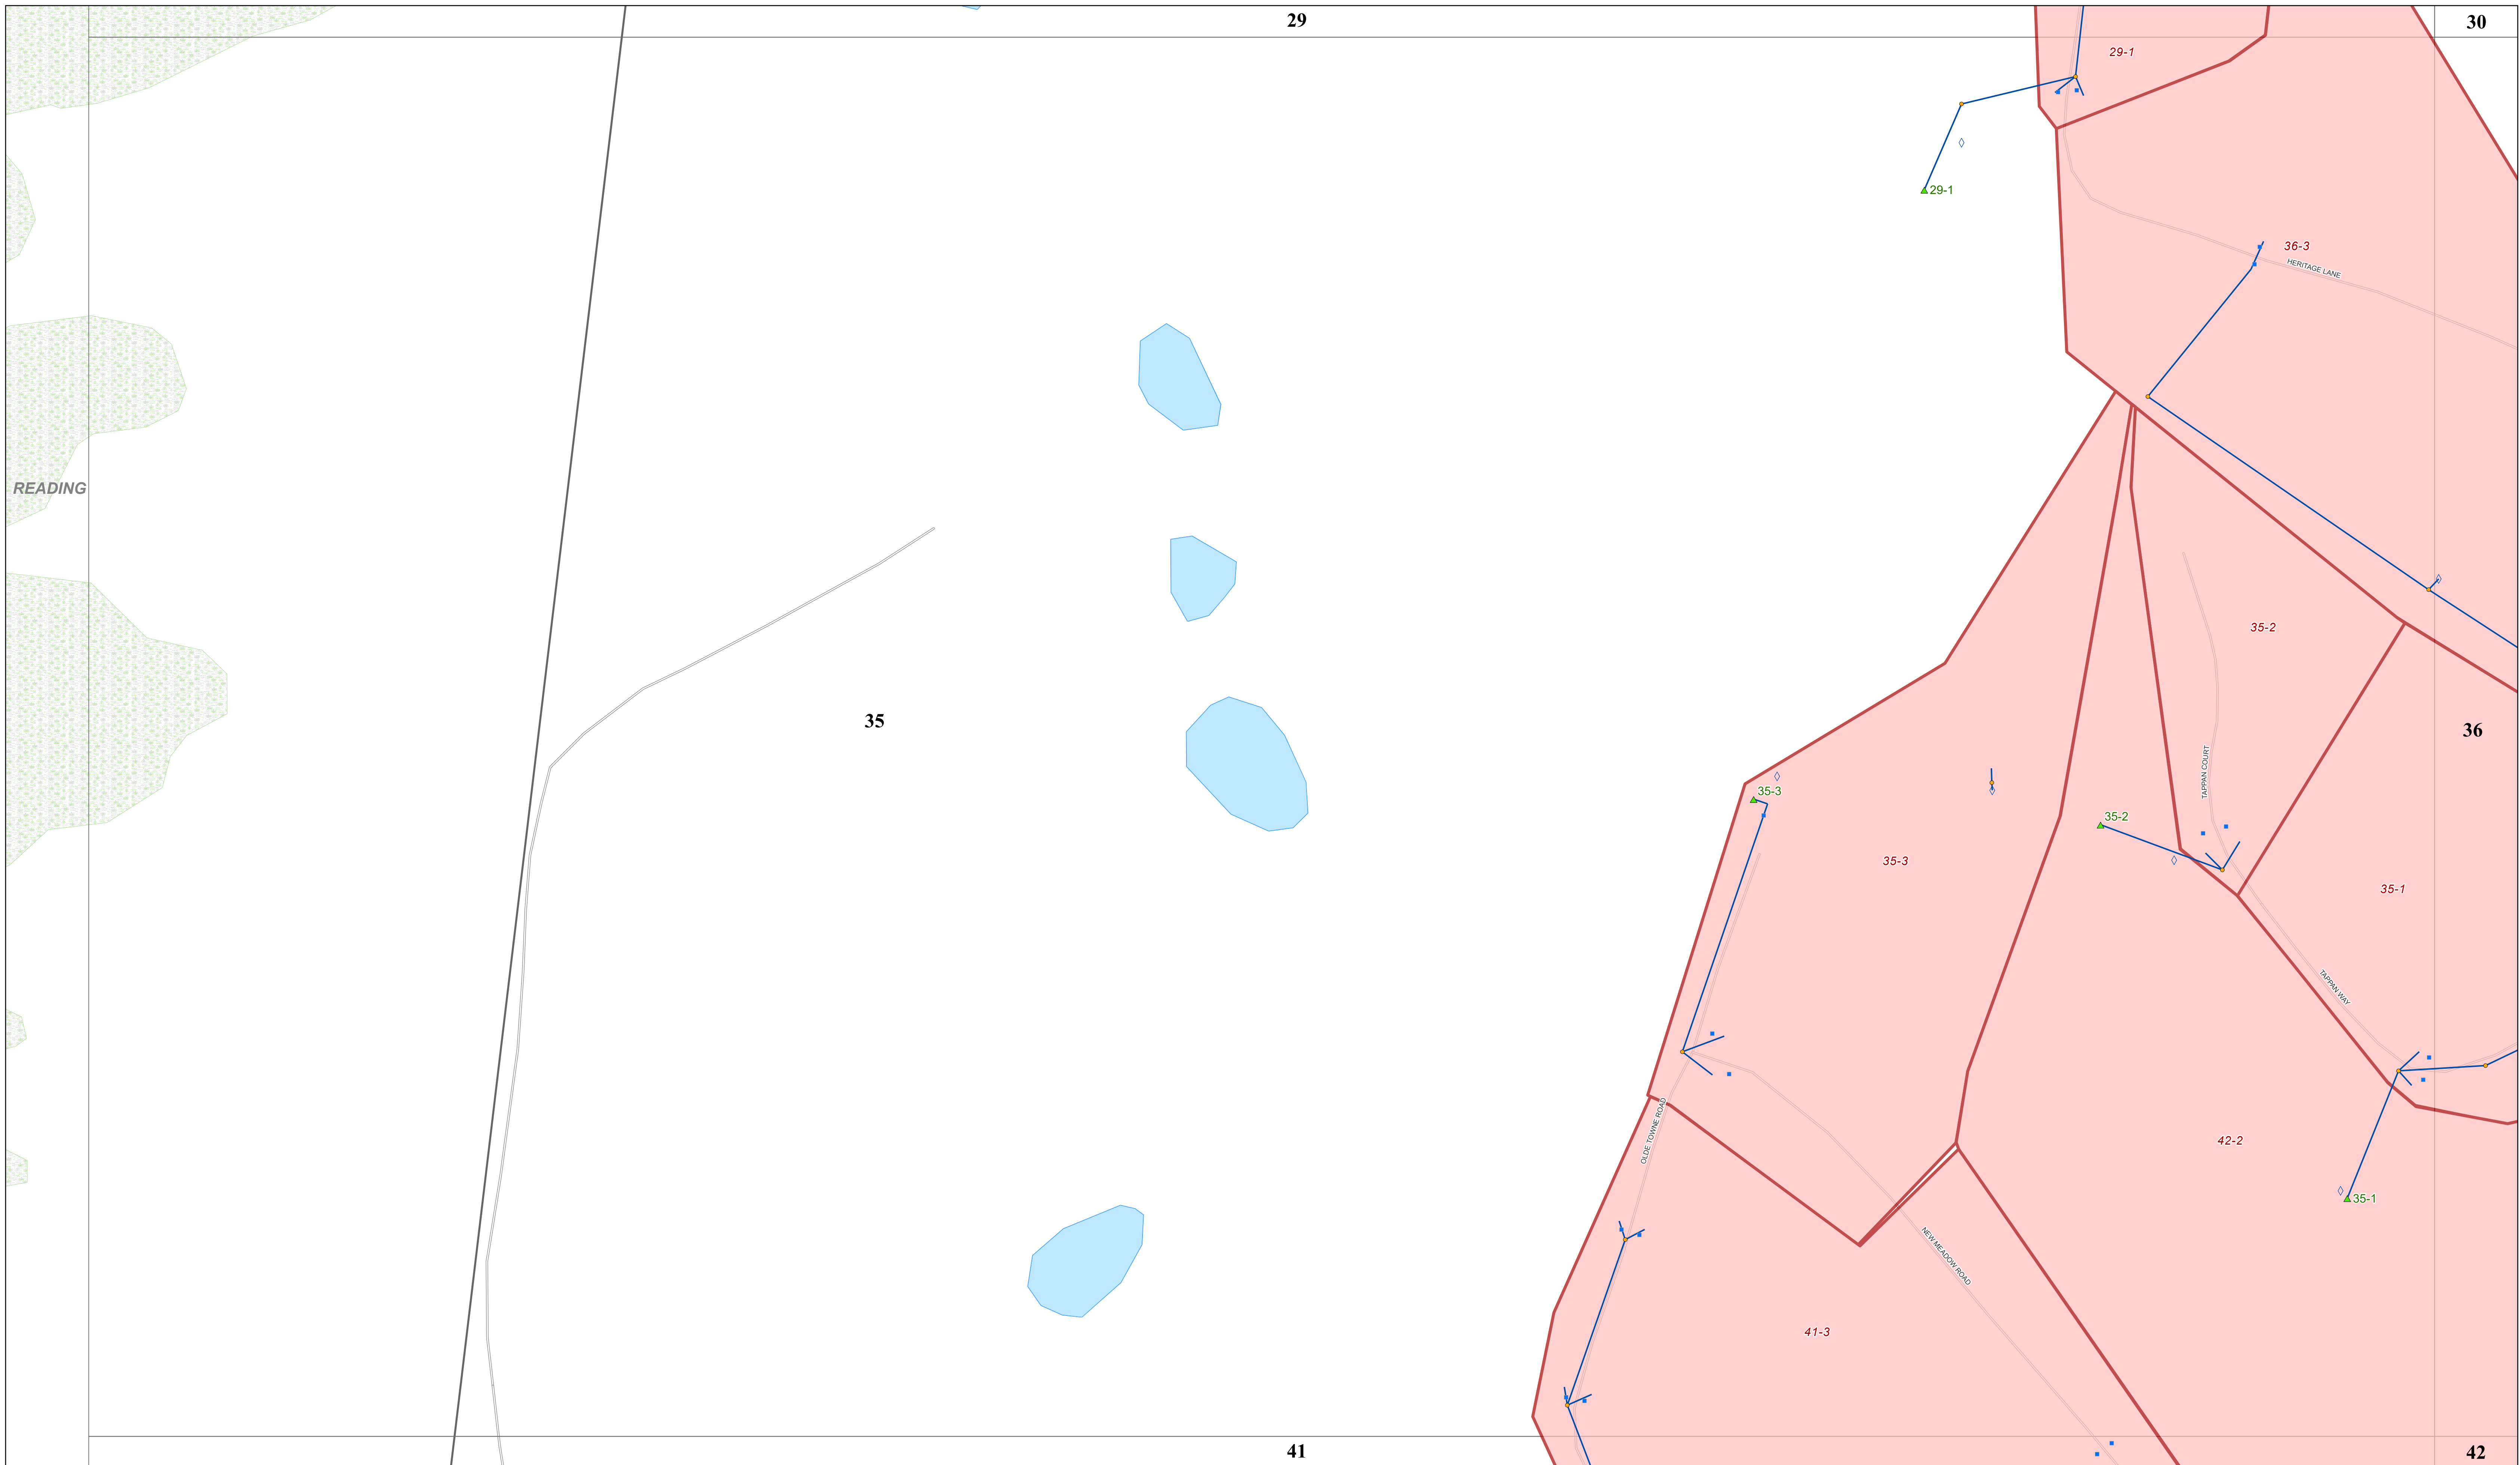 29
30
29-1
29-1
36-3
HERITAGE LANE
READING
35-2
35
36
TAPPAN COURT
35-3
35-2
35-3
35-1
TAPPAN WAY
OLDE TOWNE ROAD
42-2
35-1
NEW MEADOW ROAD
41-3
41
42